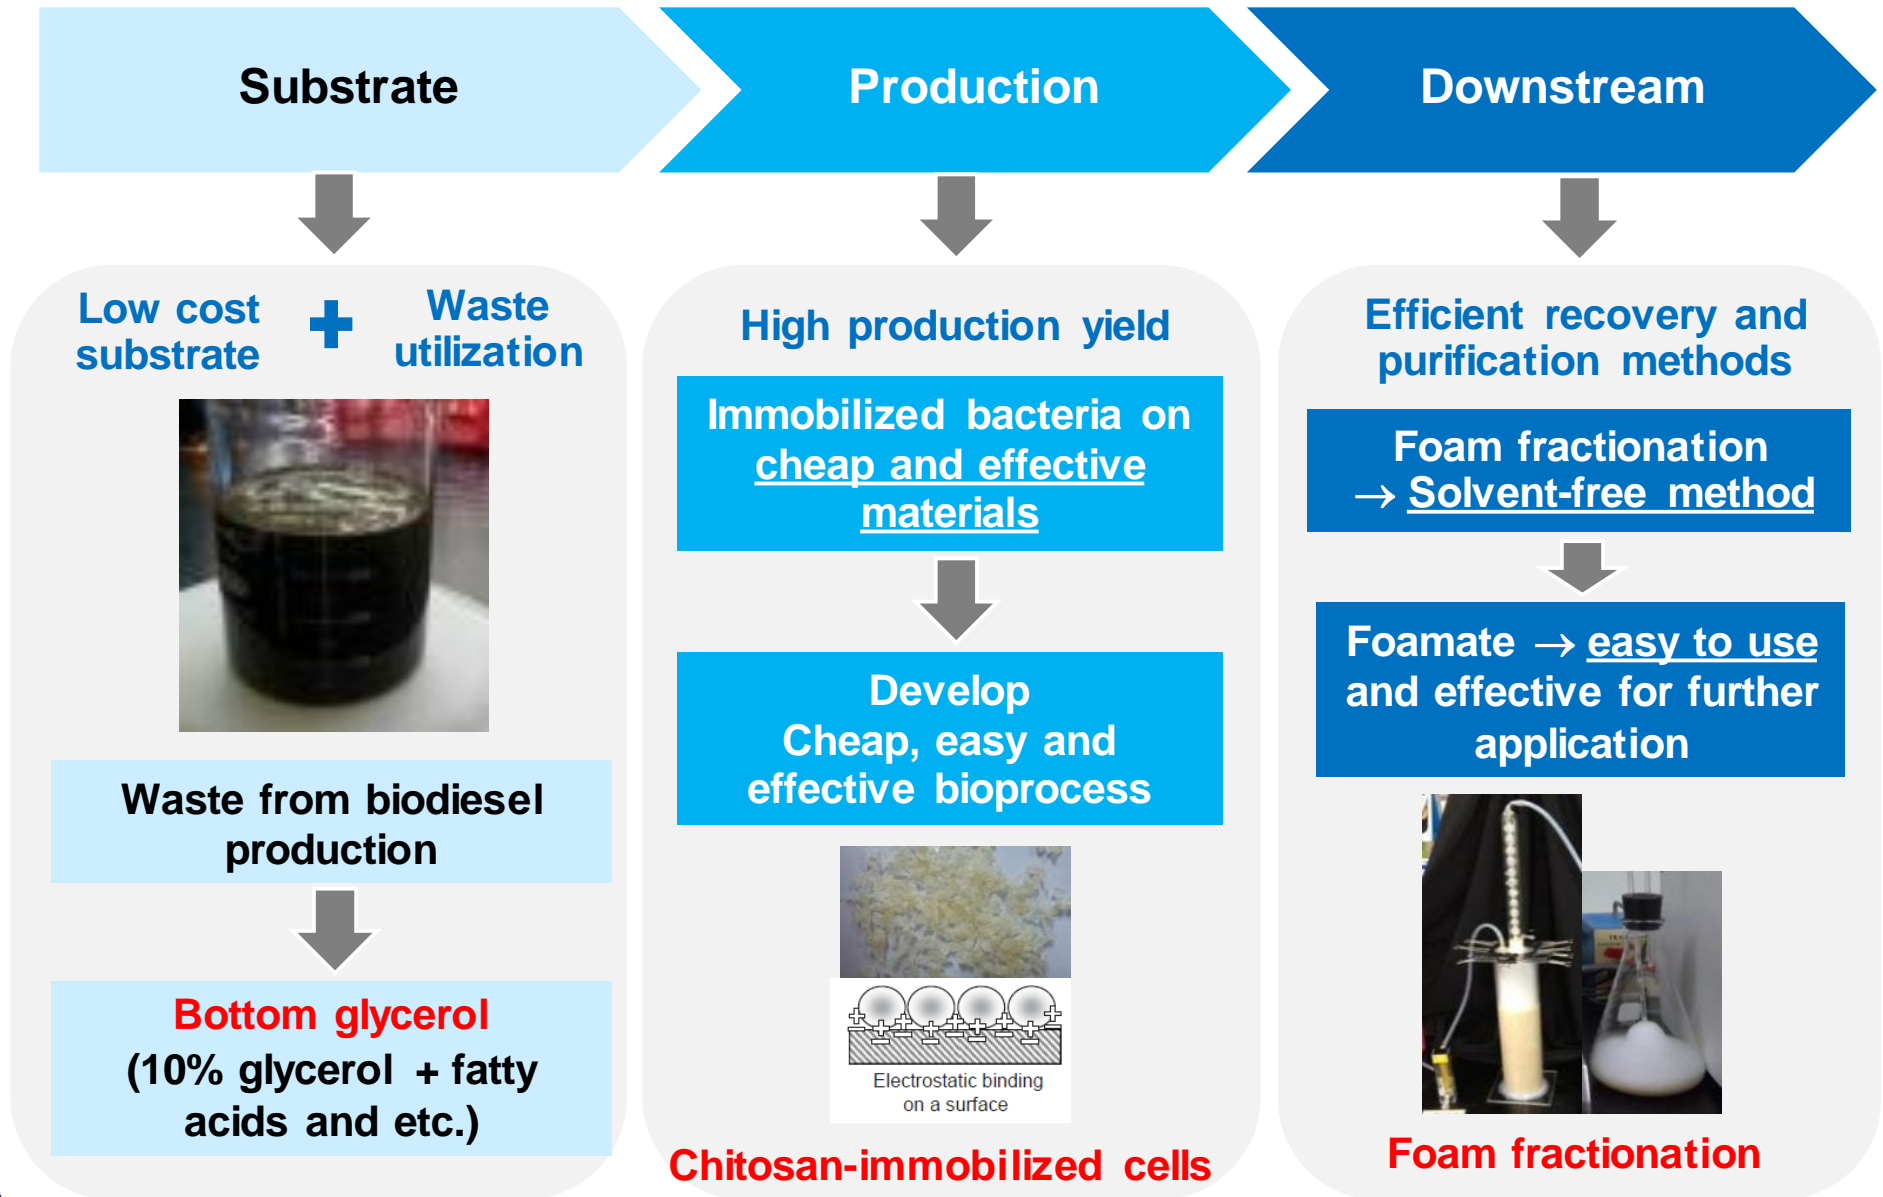 Substrate
Production
Downstream
Low cost
substrate
+
Waste
utilization
Waste from biodiesel
production
Bottom glycerol
(10% glycerol + fatty
acids and etc.)
High production yield
Immobilized bacteria on
cheap and effective
materials
Develop
Cheap, easy and
effective bioprocess
Electrostatic binding
on a surface
Chitosan-immobilized cells
Efficient recovery and
purification methods
Foam fractionation
→ Solvent-free method
Foamate → easy to use
and effective for further
application
Foam fractionation